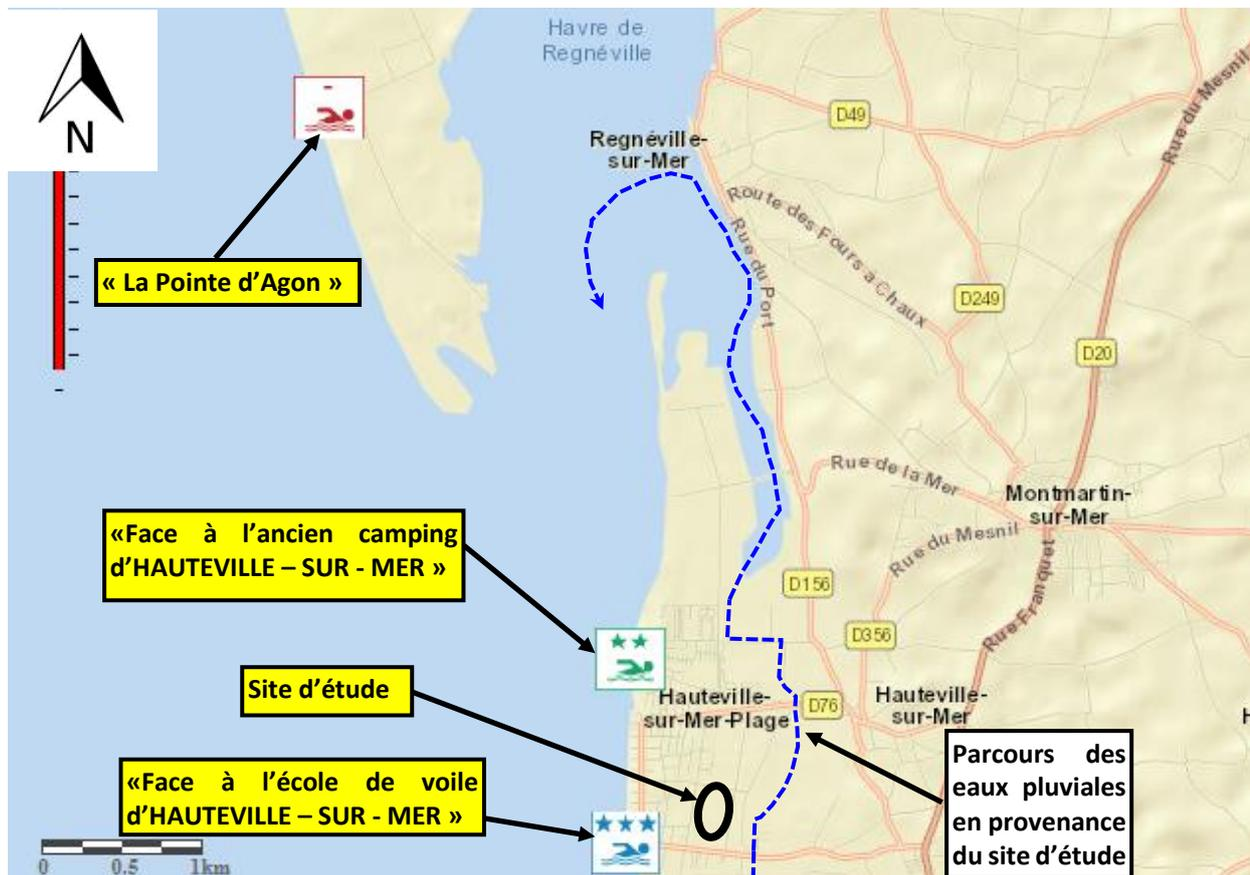 Havre de
Regnéville
N
-
D49
Rue du Mesnil
Regnéville-
sur-Mer
Route des Fours à Chaux
Rue du Port
« La Pointe d’Agon »
D249
D20
Rue de la Mer
Montmartin-
sur-Mer
«Face à l’ancien camping
d’HAUTEVILLE – SUR - MER »
Rue du Mesnil
D156
Rue Franquet
D356
Site d’étude
Hauteville-
sur-Mer-Plage
D76
Hauteville-
sur-Mer
H
Parcours des
eaux pluviales
en provenance
du site d’étude
«Face à l’école de voile
d’HAUTEVILLE – SUR - MER »
0 0.5 1km